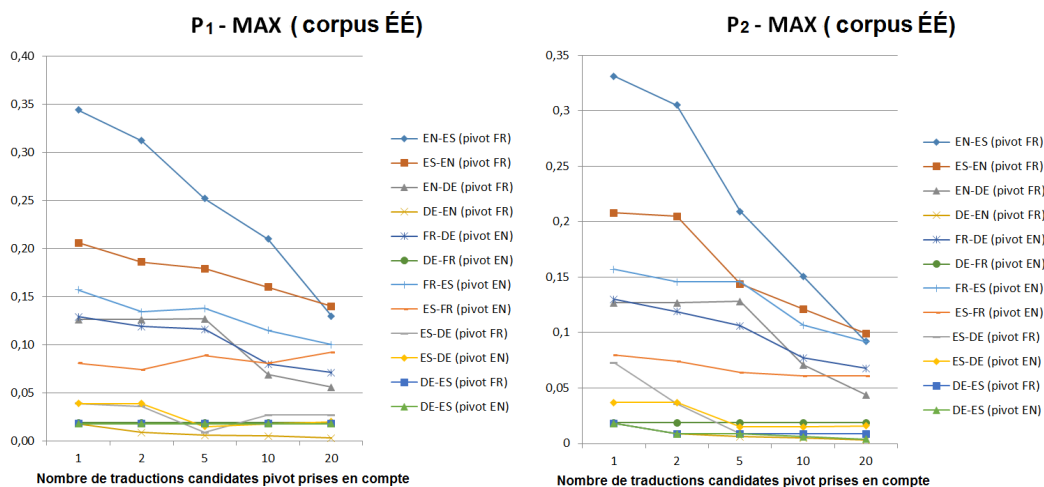 P₁ - MAX ( corpus ÉÉ)
0,40
0,35
0,30
0,25
0,20
0,15
0,10
0,05
0,00
1 2 5 10 20
Nombre de traductions candidates pivot prises en compte
EN-ES (pivot FR)
ES-EN (pivot FR)
EN-DE (pivot FR)
DE-EN (pivot FR)
FR-DE (pivot EN)
DE-FR (pivot EN)
FR-ES (pivot EN)
ES-FR (pivot EN)
ES-DE (pivot FR)
ES-DE (pivot EN)
DE-ES (pivot FR)
DE-ES (pivot EN)
P₂ - MAX ( corpus ÉÉ)
0,35
0,3
0,25
0,2
0,15
0,1
0,05
0
1 2 5 10 20
Nombre de traductions candidates pivot prises en compte
EN-ES (pivot FR)
ES-EN (pivot FR)
EN-DE (pivot FR)
DE-EN (pivot FR)
FR-DE (pivot EN)
DE-FR (pivot EN)
FR-ES (pivot EN)
ES-FR (pivot EN)
ES-DE (pivot FR)
ES-DE (pivot EN)
DE-ES (pivot FR)
DE-ES (pivot EN)